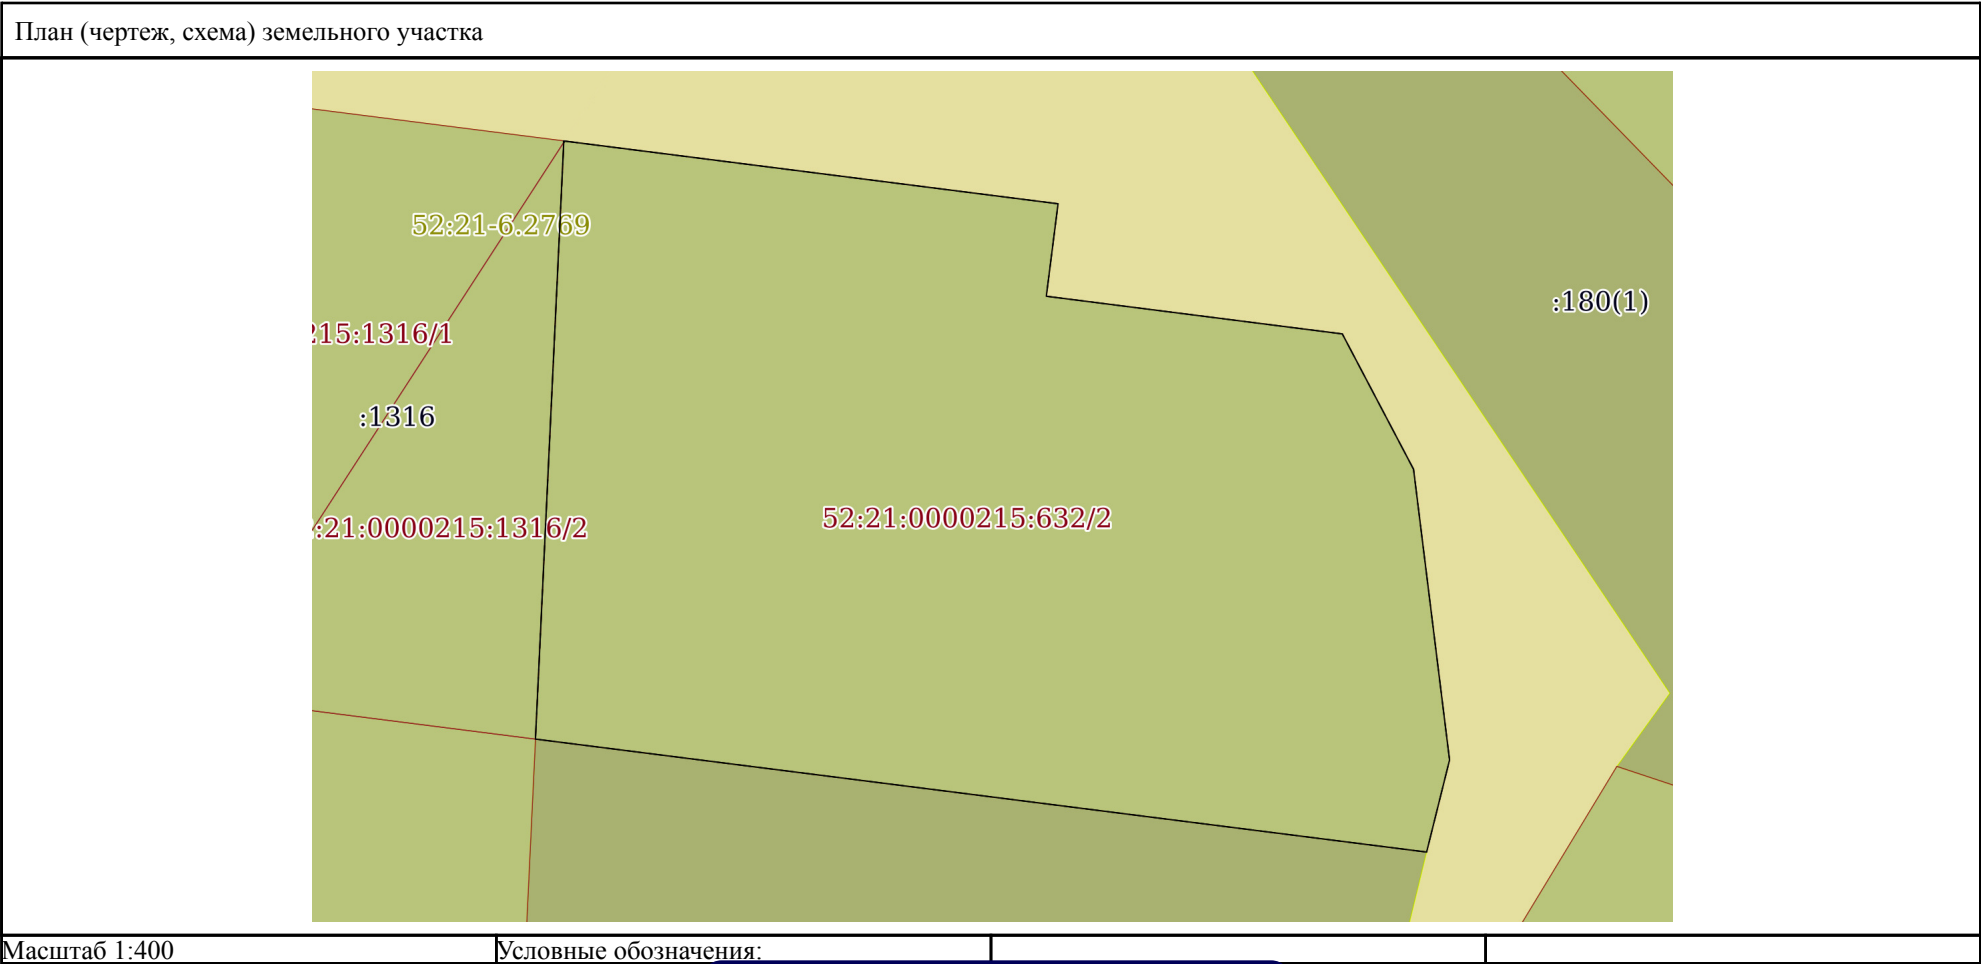 План (чертеж, схема) земельного участка
52:21-6.2769
:180(1)
215:1316/1
:1316
52:21:0000215:632/2
:21:0000215:1316/2
Масштаб 1:400
Условные обозначения: